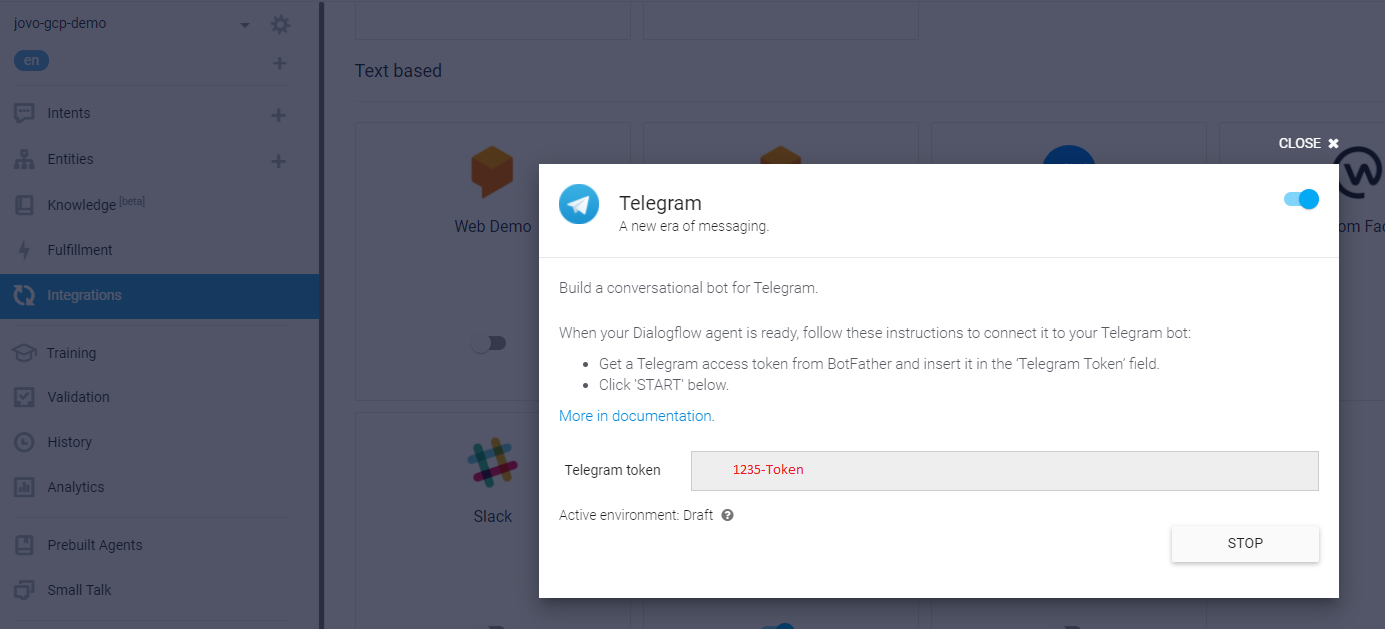 jovo-gcp-demo
en
Intents
Entities
Knowledge [beta]
Fulfillment
Integrations
Training
Validation
History
Analytics
Prebuilt Agents
Small Talk
Text based
Web Demo
Slack
CLOSE ✖
Telegram
A new era of messaging.
Build a conversational bot for Telegram.
When your Dialogflow agent is ready, follow these instructions to connect it to your Telegram bot:
• Get a Telegram access token from BotFather and insert it in the ‘Telegram Token’ field.
• Click 'START' below.
More in documentation.
Telegram token
1235-Token
Active environment: Draft ?
STOP